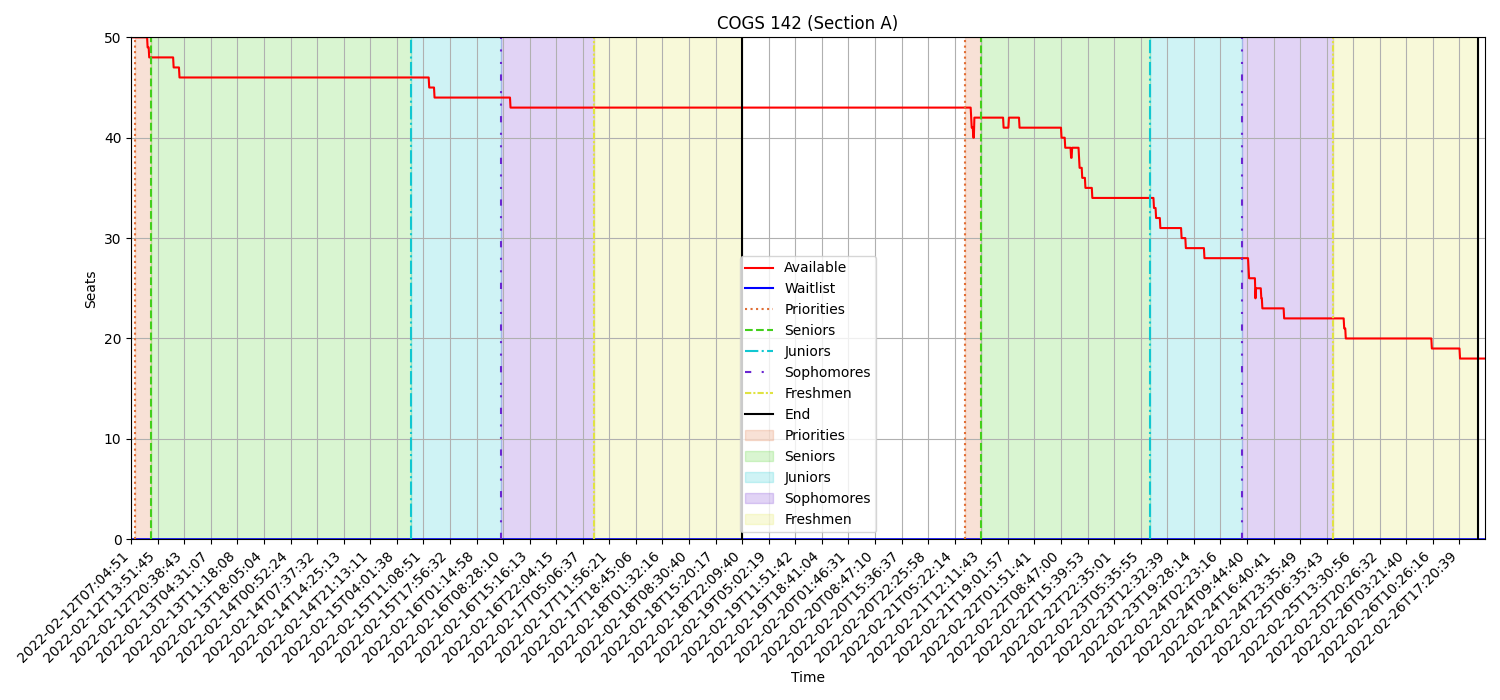 COGS 142 (Section A)
Seats
50
40
30
20
10
0
Available
Waitlist
Priorities
Seniors
Juniors
Sophomores
Freshmen
End
Priorities
Seniors
Juniors
Sophomores
Freshmen
2022-02-12T07:04:51
2022-02-12T13:51:45
2022-02-12T20:38:43
2022-02-13T04:31:07
2022-02-13T11:18:08
2022-02-13T18:05:04
2022-02-14T00:52:24
2022-02-14T07:37:32
2022-02-14T14:25:13
2022-02-14T21:13:11
2022-02-15T04:01:38
2022-02-15T11:08:51
2022-02-15T17:56:32
2022-02-16T01:14:58
2022-02-16T08:28:10
2022-02-16T15:16:13
2022-02-16T22:04:15
2022-02-17T05:06:37
2022-02-17T11:56:21
2022-02-17T18:45:06
2022-02-18T01:32:16
2022-02-18T08:30:40
2022-02-18T15:20:17
2022-02-18T22:09:40
2022-02-19T05:02:19
2022-02-19T11:51:42
2022-02-19T18:41:04
2022-02-20T01:46:31
2022-02-20T08:47:10
2022-02-20T15:36:37
2022-02-20T22:25:58
2022-02-21T05:22:14
2022-02-21T12:11:43
2022-02-21T19:01:57
2022-02-22T01:51:41
2022-02-22T08:47:00
2022-02-22T15:39:53
2022-02-22T22:35:01
2022-02-23T05:35:55
2022-02-23T12:32:39
2022-02-23T19:28:14
2022-02-24T02:23:16
2022-02-24T09:44:40
2022-02-24T16:40:41
2022-02-24T23:35:49
2022-02-25T06:35:43
2022-02-25T13:30:56
2022-02-25T20:26:32
2022-02-26T03:21:40
2022-02-26T10:26:16
2022-02-26T17:20:39
Time